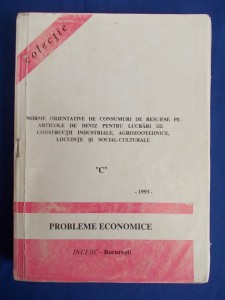 colecție
NORME ORIENTATIVE DE CONSUMURI DE RESURSE PE
ARTICOLE DE DEVIZ PENTRU LUCRĂRI DE
CONSTRUCȚII INDUSTRIALE, AGROZOOTEHNICE,
LOCUINȚE ȘI SOCIAL-CULTURALE
"C"
- 1993 -
PROBLEME ECONOMICE
INCERC - București